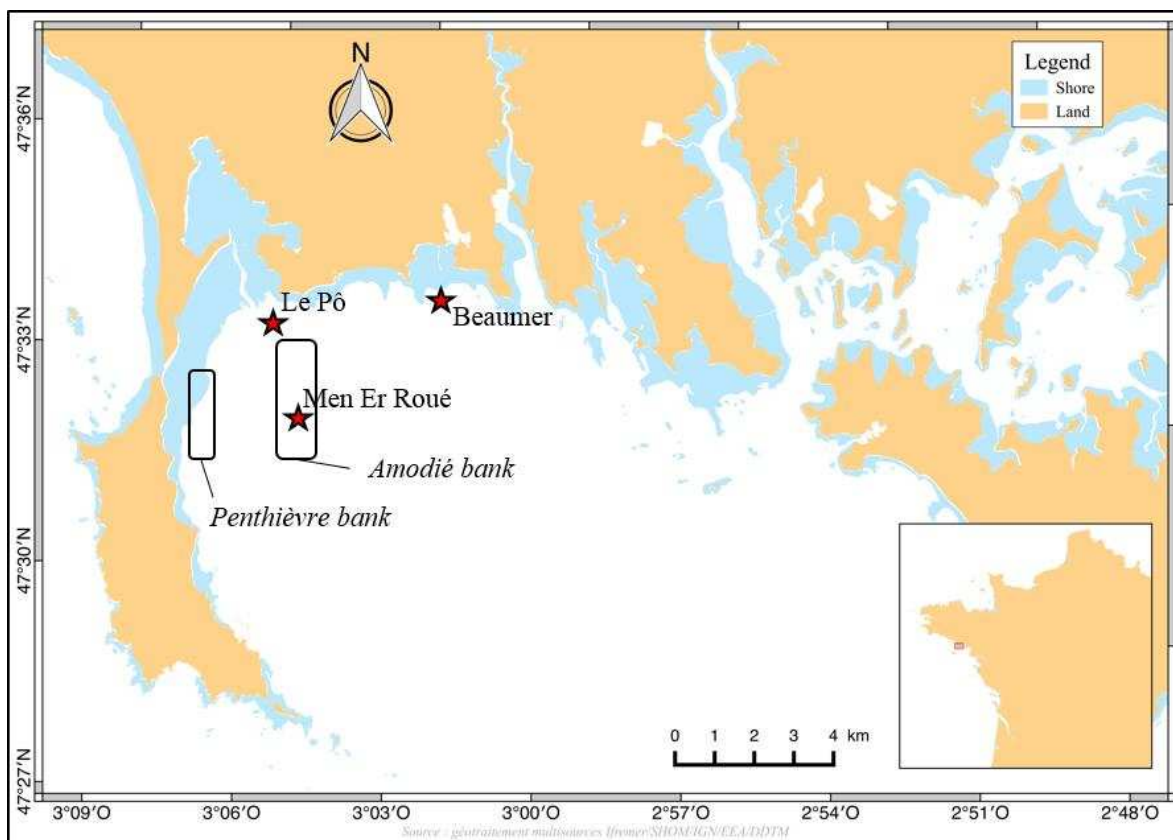 N
Legend
Shore
Land
47°36′N
47°33′N
47°30′N
47°27′N
Le Pô
Beaumer
Men Er Roué
Amodié bank
Penthièvre bank
0 1 2 3 4 km
3°09′O 3°06′O 3°03′O 3°00′O 2°57′O 2°54′O 2°51′O 2°48′O
Source : géotraitement multisources Ifremer/SHOM/IGN/EEA/DDTM